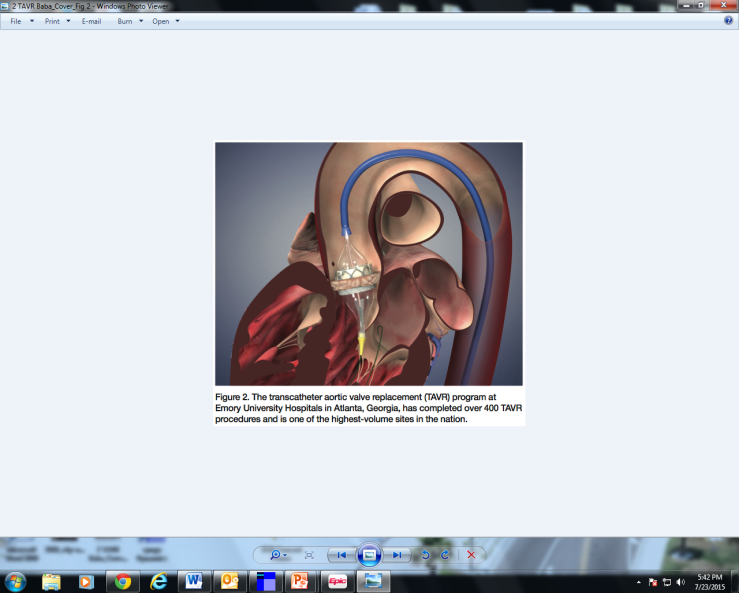 2 TAVR Baba_Cover_Fig 2 - Windows Photo Viewer
File Print E-mail Burn Open
Figure 2. The transcatheter aortic valve replacement (TAVR) program at
Emory University Hospitals in Atlanta, Georgia, has completed over 400 TAVR
procedures and is one of the highest-volume sites in the nation.
Epic
5:42 PM
7/23/2015